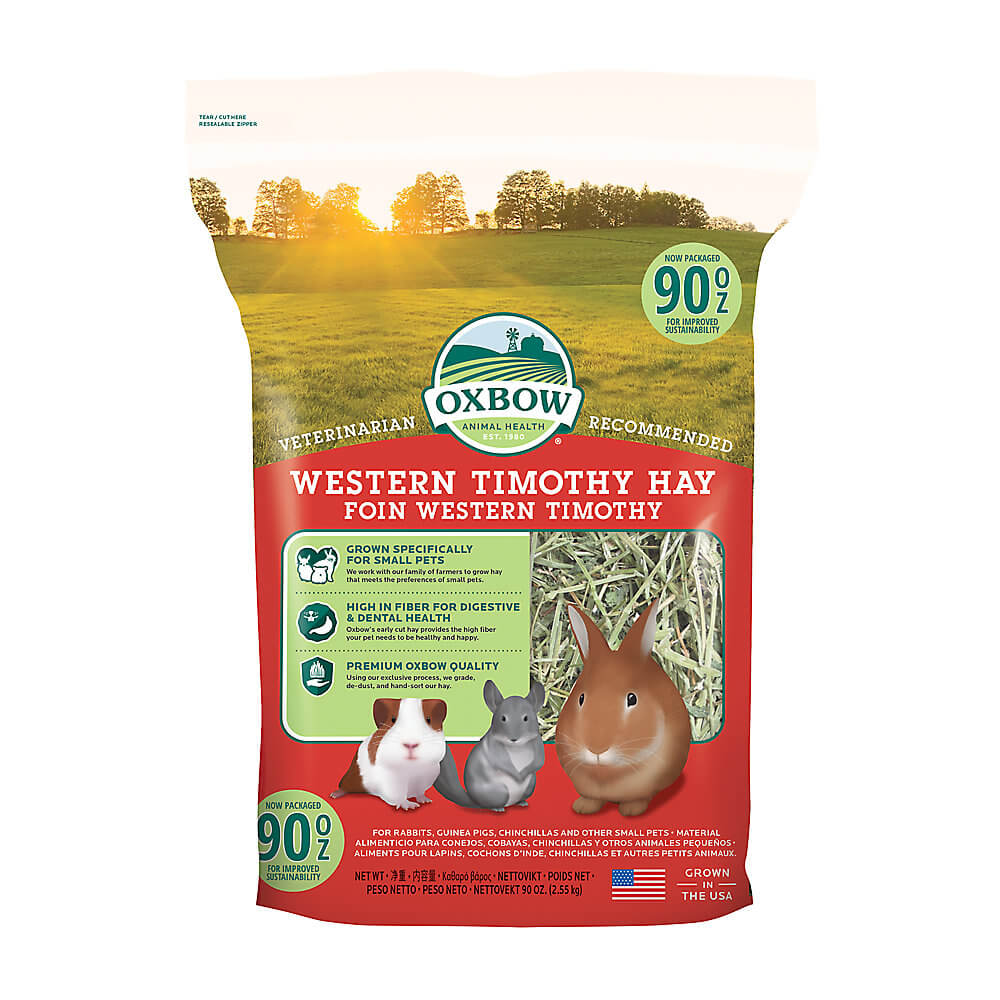 TEAR / CUT HERE
RESEALABLE ZIPPER
NOW PACKAGED
90 OZ
FOR IMPROVED
SUSTAINABILITY
OXBOW
ANIMAL HEALTH
EST. 1980
®
VETERINARIAN RECOMMENDED
WESTERN TIMOTHY HAY
FOIN WESTERN TIMOTHY
GROWN SPECIFICALLY
FOR SMALL PETS
We work with our family of farmers to grow hay
that meets the preferences of small pets.
HIGH IN FIBER FOR DIGESTIVE
& DENTAL HEALTH
Oxbow's early cut hay provides the high fiber
your pet needs to be healthy and happy.
PREMIUM OXBOW QUALITY
Using our exclusive process, we grade,
de-dust, and hand-sort our hay.
NOW PACKAGED
90 OZ
FOR IMPROVED
SUSTAINABILITY
FOR RABBITS, GUINEA PIGS, CHINCHILLAS AND OTHER SMALL PETS • MATERIAL
ALIMENTICIO PARA CONEJOS, COBAYAS, CHINCHILLAS Y OTROS ANIMALES PEQUEÑOS •
ALIMENTS POUR LAPINS, COCHONS D'INDE, CHINCHILLAS ET AUTRES PETITS ANIMAUX.
NET WT • 净重 • 内容量 • Καθαρό βάρος • NETTOVIKT • POIDS NET •
PESO NETTO • PESO NETO • NETTOVEKT 90 OZ. (2.55 kg)
GROWN
IN
THE USA